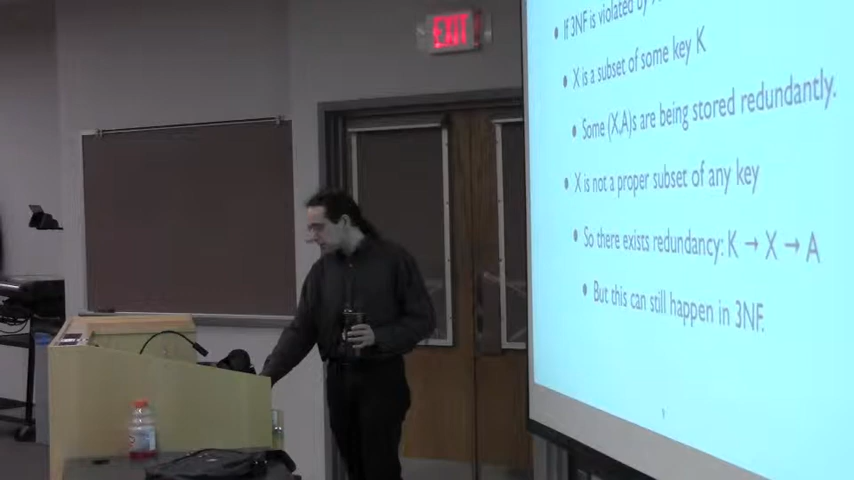 EXIT
• If 3NF is violated by
• X is a subset of some key K
• Some (X,A)s are being stored redundantly.
• X is not a proper subset of any key
• So there exists redundancy: K → X → A
• But this can still happen in 3NF.